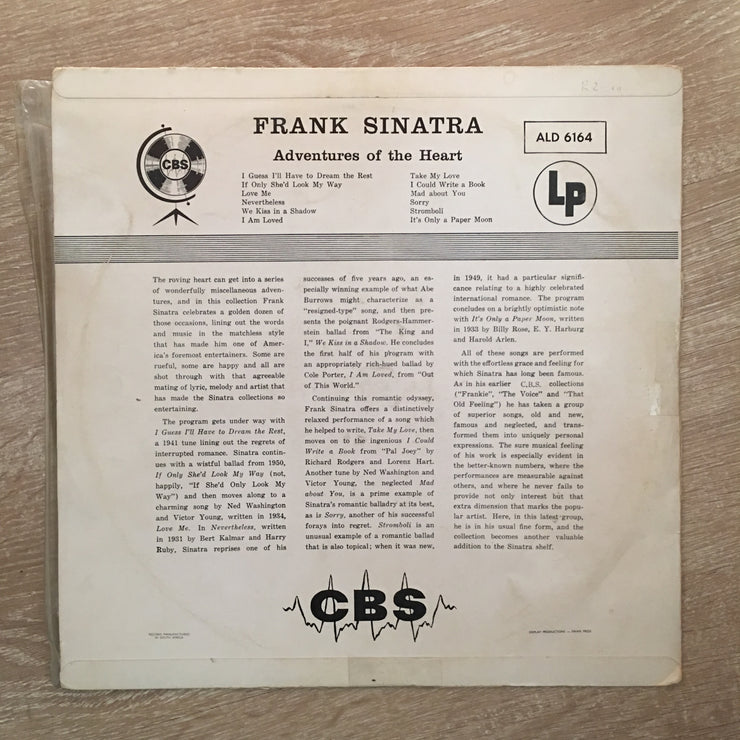 R2
FRANK SINATRA
ALD 6164
CBS
Adventures of the Heart
I Guess I'll Have to Dream the Rest
If Only She'd Look My Way
Love Me
Nevertheless
We Kiss in a Shadow
I Am Loved
Take My Love
I Could Write a Book
Mad about You
Sorry
Stromboli
It's Only a Paper Moon
Lp
The roving heart can get into a series
of wonderfully miscellaneous adven-
tures, and in this collection Frank
Sinatra celebrates a golden dozen of
those occasions, lining out the words
and music in the matchless style
that has made him one of Amer-
ica's foremost entertainers. Some are
rueful, some are happy and all are
shot through with that agreeable
mating of lyric, melody and artist that
has made the Sinatra collections so
entertaining.
The program gets under way with
I Guess I'll Have to Dream the Rest,
a 1941 tune lining out the regrets of
interrupted romance. Sinatra contin-
ues with a wistful ballad from 1950,
If Only She'd Look My Way (not,
happily, "If She'd Only Look My
Way") and then moves along to a
charming song by Ned Washington
and Victor Young, written in 1934,
Love Me. In Nevertheless, written
in 1931 by Bert Kalmar and Harry
Ruby, Sinatra reprises one of his
successes of five years ago, an es-
pecially winning example of what Abe
Burrows might characterize as a
"resigned-type" song, and then pre-
sents the poignant Rodgers-Hammer-
stein ballad from "The King and
I," We Kiss in a Shadow. He concludes
the first half of his program with
an appropriately rich-hued ballad by
Cole Porter, I Am Loved, from "Out
of This World."
Continuing this romantic odyssey,
Frank Sinatra offers a distinctively
relaxed performance of a song which
he helped to write, Take My Love, then
moves on to the ingenious I Could
Write a Book from "Pal Joey" by
Richard Rodgers and Lorenz Hart.
Another tune by Ned Washington and
Victor Young, the neglected Mad
about You, is a prime example of
Sinatra's romantic balladry at its best,
as is Sorry, another of his successful
forays into regret. Stromboli is an
unusual example of a romantic ballad
that is also topical; when it was new,
in 1949, it had a particular signifi-
cance relating to a highly celebrated
international romance. The program
concludes on a brightly optimistic note
with It's Only a Paper Moon, written
in 1933 by Billy Rose, E. Y. Harburg
and Harold Arlen.
All of these songs are performed
with the effortless grace and feeling for
which Sinatra has long been famous.
As in his earlier C.B.S. collections
("Frankie", "The Voice" and "That
Old Feeling") he has taken a group
of superior songs, old and new,
famous and neglected, and trans-
formed them into uniquely personal
expressions. The sure musical feeling
of his work is especially evident in
the better-known numbers, where the
performances are measurable against
others, and where he never fails to
provide not only interest but that
extra dimension that marks the popu-
lar artist. Here, in this latest group,
he is in his usual fine form, and the
collection becomes another valuable
addition to the Sinatra shelf.
CBS
RECORD MANUFACTURED
IN SOUTH AFRICA
DISPLAY PRODUCTIONS — SWAN PRESS